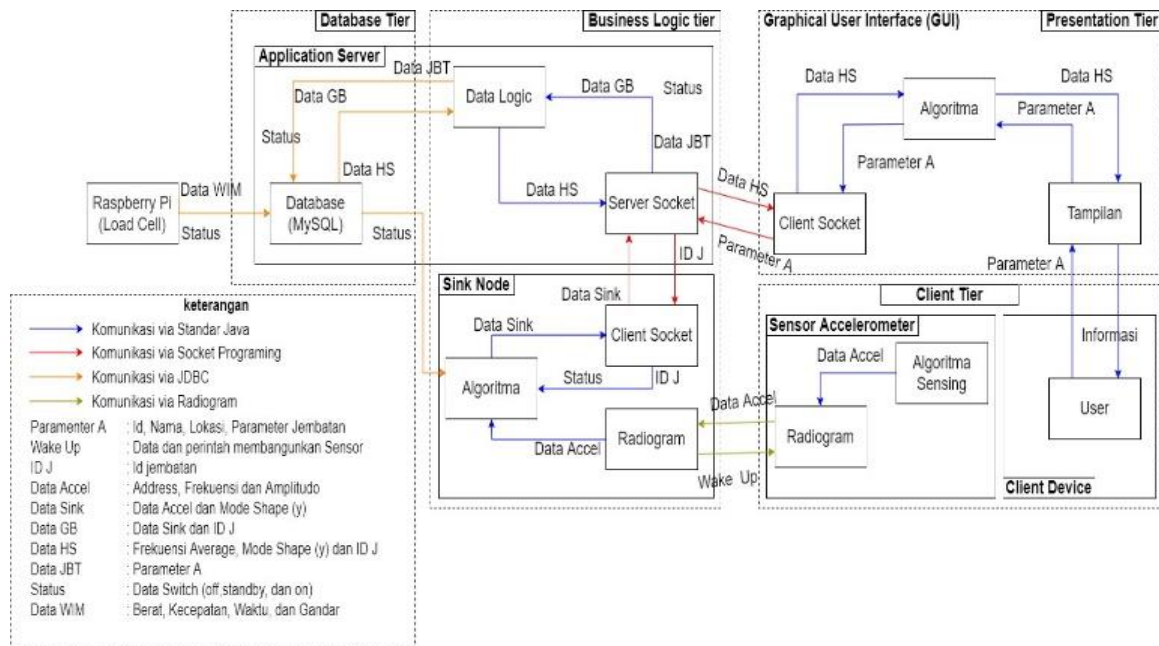 Database Tier
Business Logic tier
Graphical User Interface (GUI)
Presentation Tier
Application Server
Data JBT
Data GB
Status
Data HS
Data Logic
Data GB
Status
Data JBT
Data HS
Data HS
Algoritma
Data HS
Parameter A
Parameter A
Data WIM
Raspberry Pi
(Load Cell)
Status
Database
(MySQL)
Status
Server Socket
Data HS
Parameter A
Client Socket
Tampilan
Parameter A
ID J
Sink Node
Data Sink
Data Sink
Client Socket
Algoritma
Status
ID J
Data Accel
Radiogram
Data Accel
Wake Up
Client Tier
Sensor Accelerometer
Data Accel
Algoritma
Sensing
Radiogram
Informasi
User
Client Device
keterangan
Komunikasi via Standar Java
Komunikasi via Socket Programing
Komunikasi via JDBC
Komunikasi via Radiogram
Paramenter A : Id, Nama, Lokasi, Parameter Jembatan
Wake Up : Data dan perintah membangunkan Sensor
ID J : Id jembatan
Data Accel : Address, Frekuensi dan Amplitudo
Data Sink : Data Accel dan Mode Shape (y)
Data GB : Data Sink dan ID J
Data HS : Frekuensi Average, Mode Shape (y) dan ID J
Data JBT : Parameter A
Status : Data Switch (off,standby, dan on)
Data WIM : Berat, Kecepatan, Waktu, dan Gandar